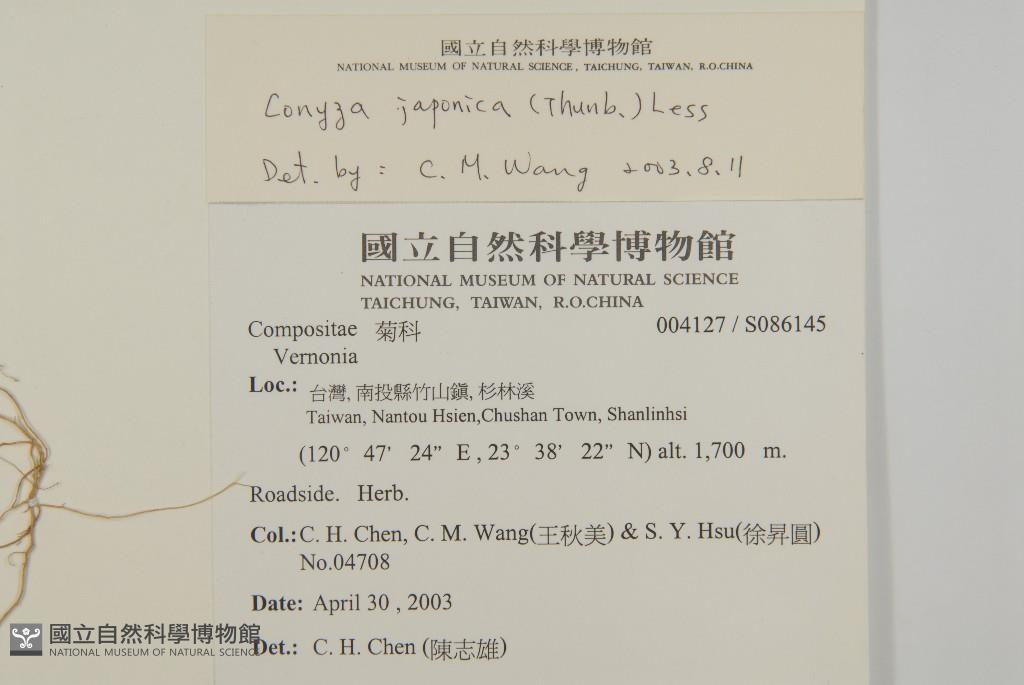 國立自然科學博物館
NATIONAL MUSEUM OF NATURAL SCIENCE, TAICHUNG, TAIWAN, R.O.CHINA
Conyza japonica (Thunb.) Less
Det. by : C. M. Wang 2003.8.11
國立自然科學博物館
NATIONAL MUSEUM OF NATURAL SCIENCE
TAICHUNG, TAIWAN, R.O.CHINA
Compositae 菊科 004127 / S086145
Vernonia
Loc.: 台灣, 南投縣竹山鎮, 杉林溪
Taiwan, Nantou Hsien,Chushan Town, Shanlinhsi
(120° 47' 24" E , 23° 38' 22" N) alt. 1,700 m.
Roadside. Herb.
Col.: C. H. Chen, C. M. Wang(王秋美) & S. Y. Hsu(徐昇圓)
No.04708
Date: April 30 , 2003
Det.: C. H. Chen (陳志雄)
國立自然科學博物館
NATIONAL MUSEUM OF NATURAL SCIENCE